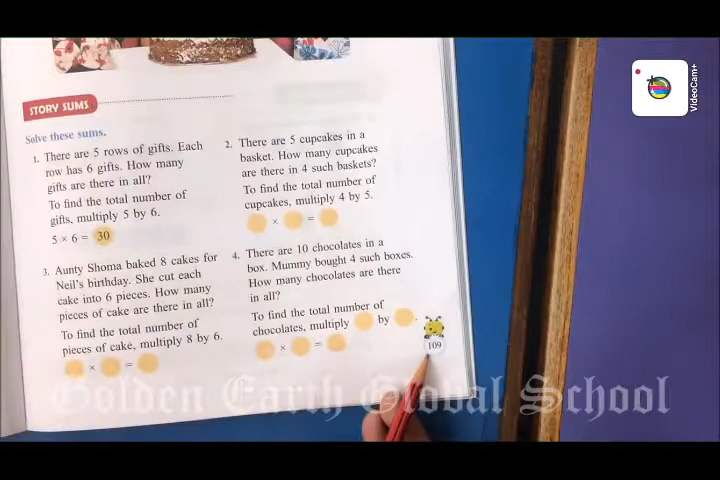 STORY SUMS
Solve these sums.
1. There are 5 rows of gifts. Each
row has 6 gifts. How many
gifts are there in all?
To find the total number of
gifts, multiply 5 by 6.
5 × 6 = 30
2. There are 5 cupcakes in a
basket. How many cupcakes
are there in 4 such baskets?
To find the total number of
cupcakes, multiply 4 by 5.
× =
3. Aunty Shoma baked 8 cakes for
Neil's birthday. She cut each
cake into 6 pieces. How many
pieces of cake are there in all?
To find the total number of
pieces of cake, multiply 8 by 6.
× =
4. There are 10 chocolates in a
box. Mummy bought 4 such boxes.
How many chocolates are there
in all?
To find the total number of
chocolates, multiply by .
× =
109
Golden Earth Global School
VideoCam+